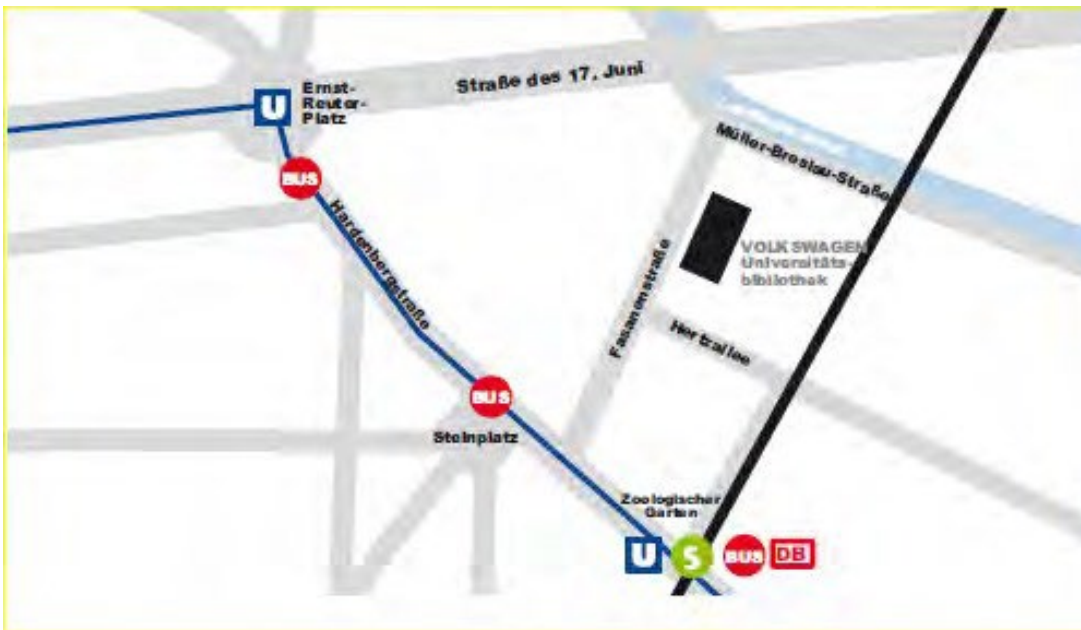 Straße des 17. Juni
U
Ernst-
Reuter-
Platz
BUS
Müller-Breslau-Straße
Hardenbergstraße
VOLKSWAGEN
Universitäts-
bibliothek
Fasanenstraße
Hertzallee
BUS
Steinplatz
Zoologischer
Garten
U
S
BUS
DB